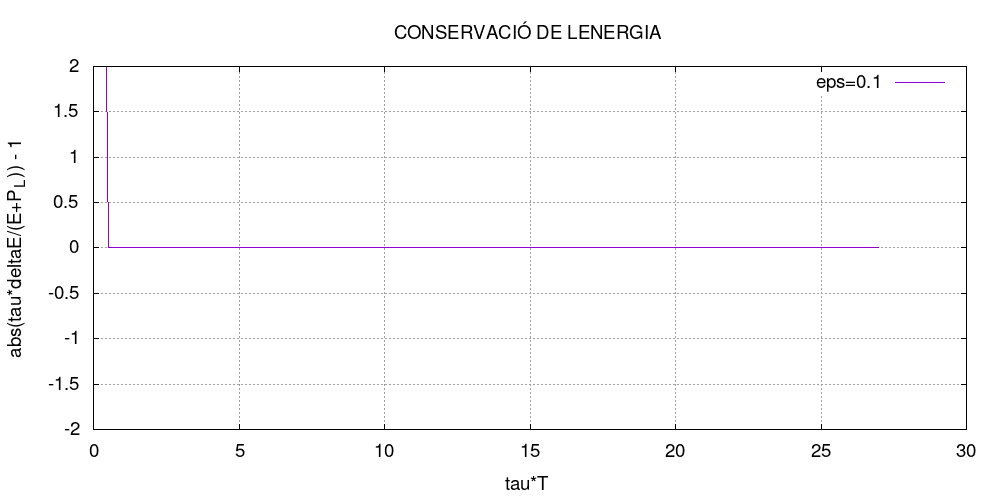 CONSERVACIÓ DE LENERGIA
eps=0.1
abs(tau*deltaE/(E+P_L)) - 1
2
1.5
1
0.5
0
-0.5
-1
-1.5
-2
0 5 10 15 20 25 30
tau*T